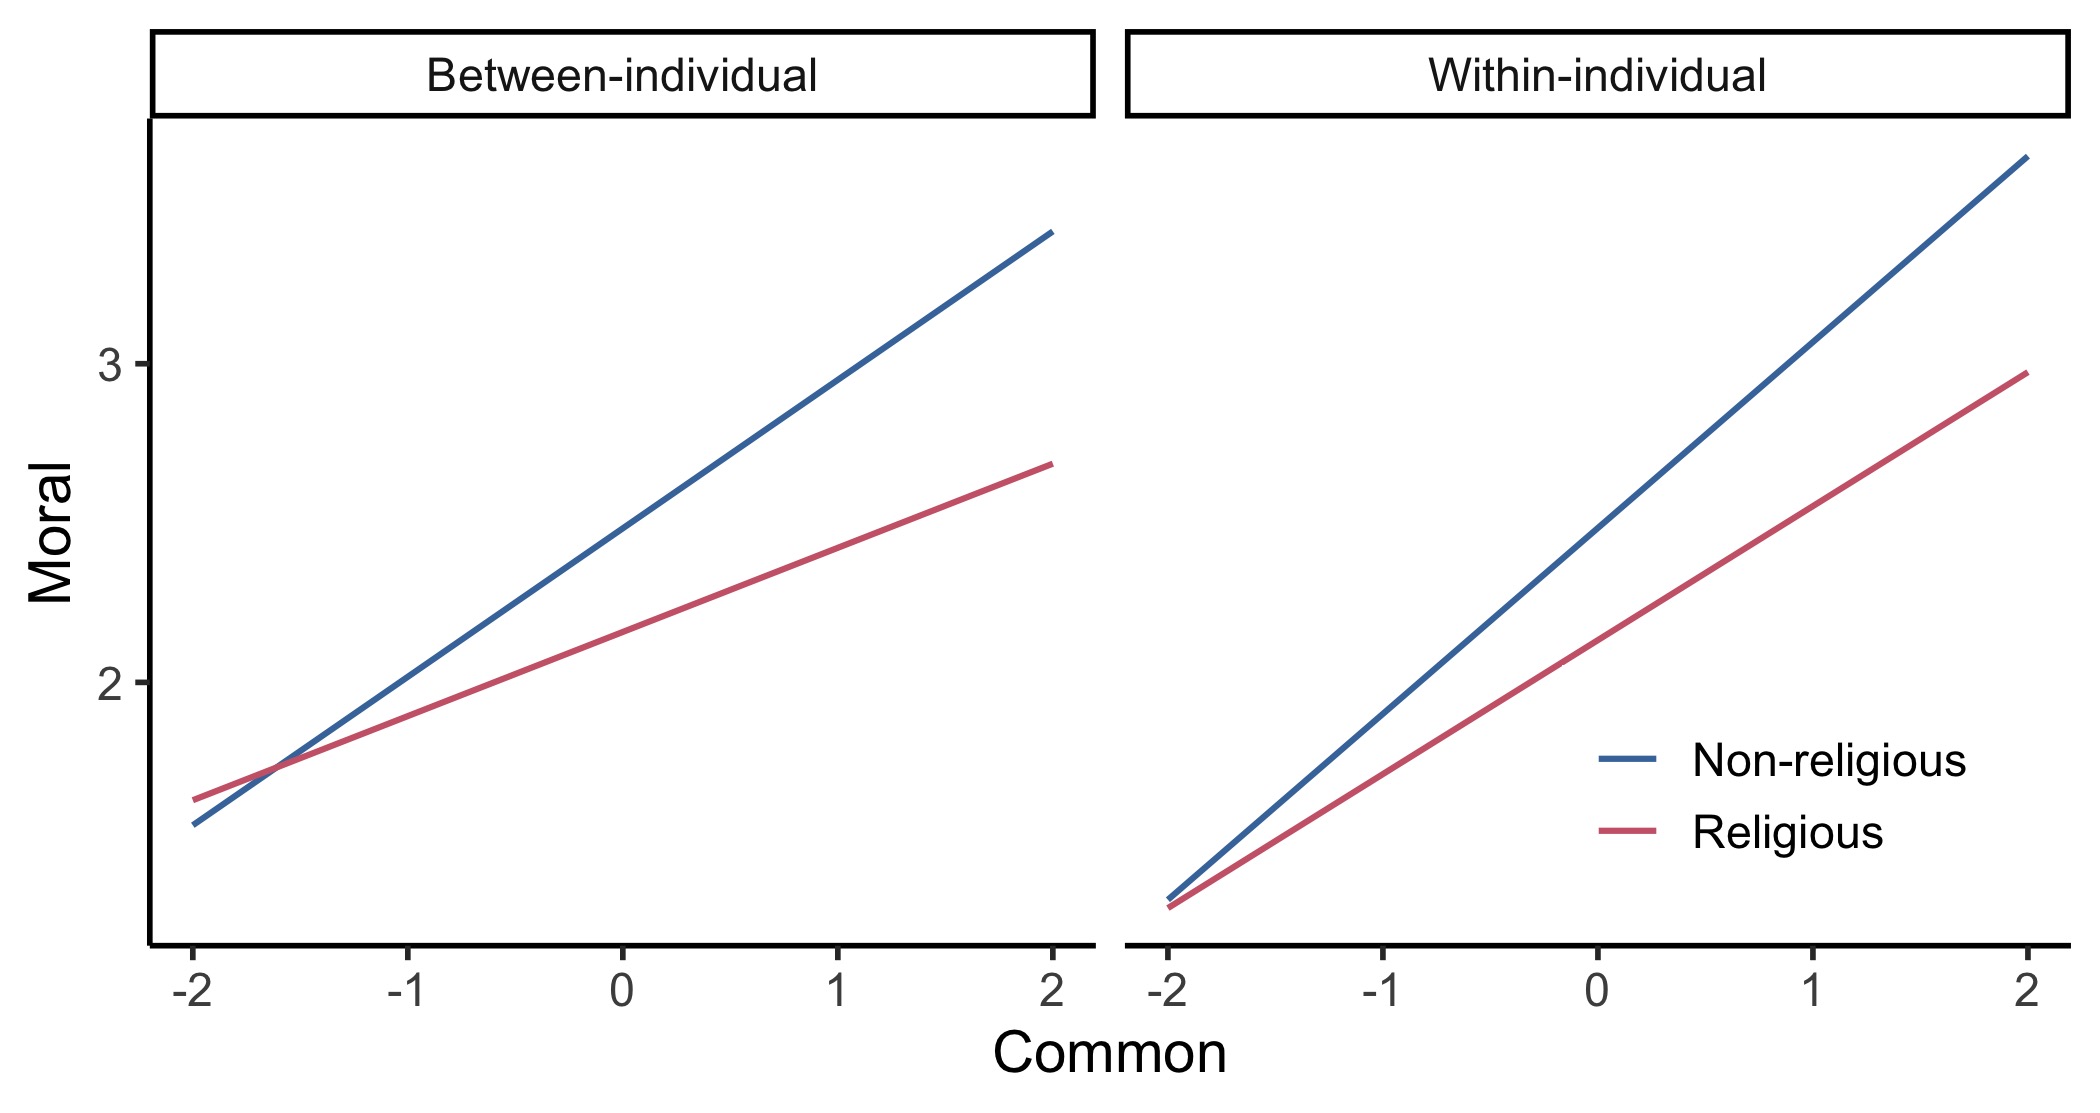 Between-individual
Within-individual
3
2
Moral
Non-religious
Religious
-2 -1 0 1 2
-2 -1 0 1 2
Common